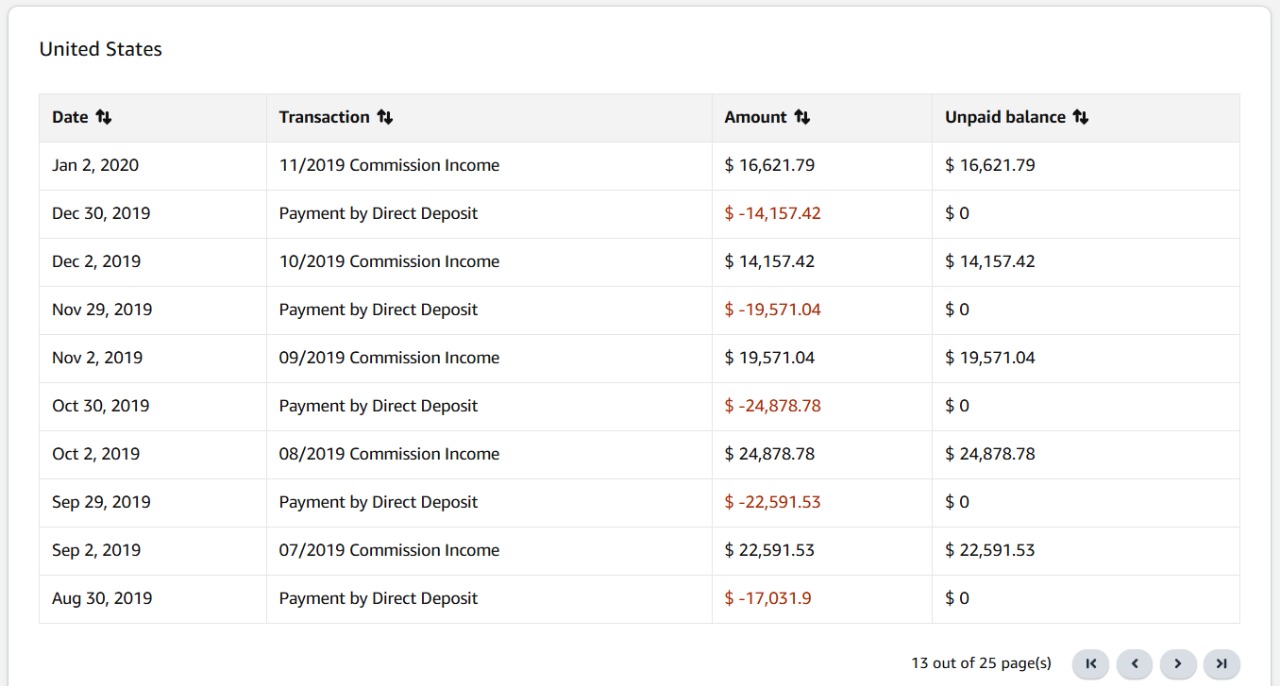 United States
Date Transaction Amount Unpaid balance
Jan 2, 2020 11/2019 Commission Income $ 16,621.79 $ 16,621.79
Dec 30, 2019 Payment by Direct Deposit $ -14,157.42 $ 0
Dec 2, 2019 10/2019 Commission Income $ 14,157.42 $ 14,157.42
Nov 29, 2019 Payment by Direct Deposit $ -19,571.04 $ 0
Nov 2, 2019 09/2019 Commission Income $ 19,571.04 $ 19,571.04
Oct 30, 2019 Payment by Direct Deposit $ -24,878.78 $ 0
Oct 2, 2019 08/2019 Commission Income $ 24,878.78 $ 24,878.78
Sep 29, 2019 Payment by Direct Deposit $ -22,591.53 $ 0
Sep 2, 2019 07/2019 Commission Income $ 22,591.53 $ 22,591.53
Aug 30, 2019 Payment by Direct Deposit $ -17,031.9 $ 0
13 out of 25 page(s)